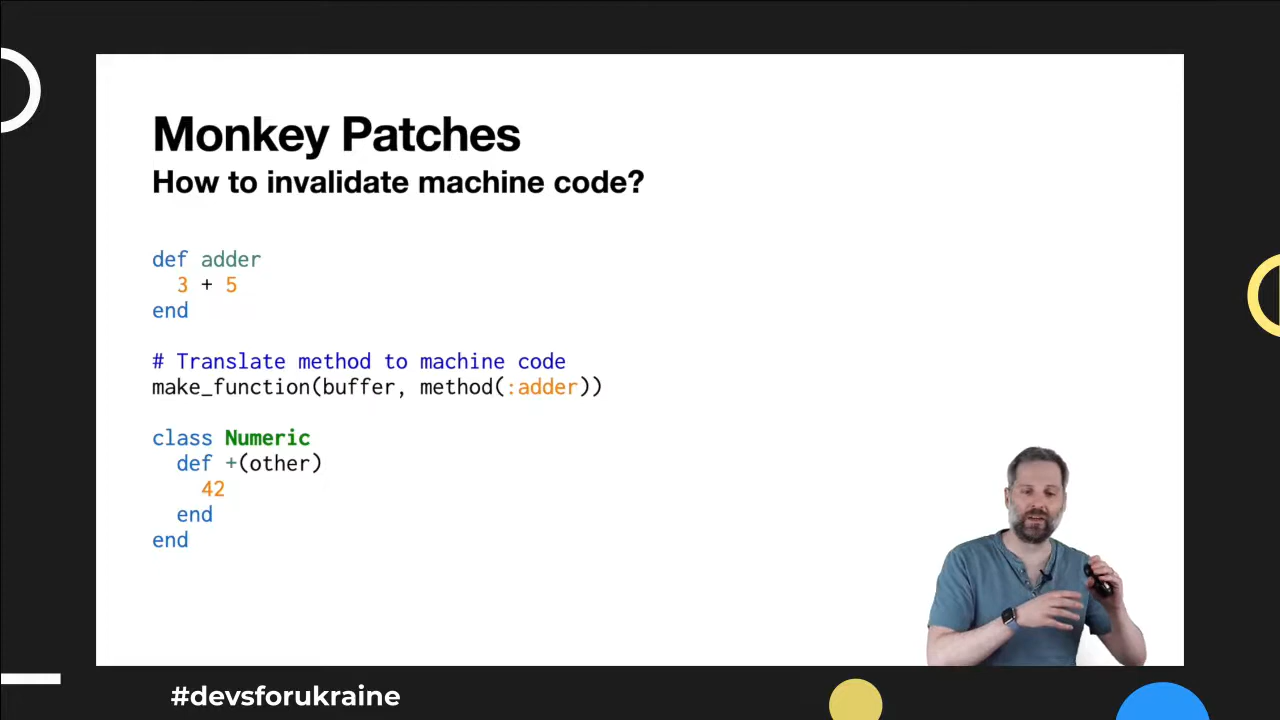 Monkey Patches
How to invalidate machine code?
def adder
  3 + 5
end
# Translate method to machine code
make_function(buffer, method(:adder))
class Numeric
  def +(other)
    42
  end
end
#devsforukraine